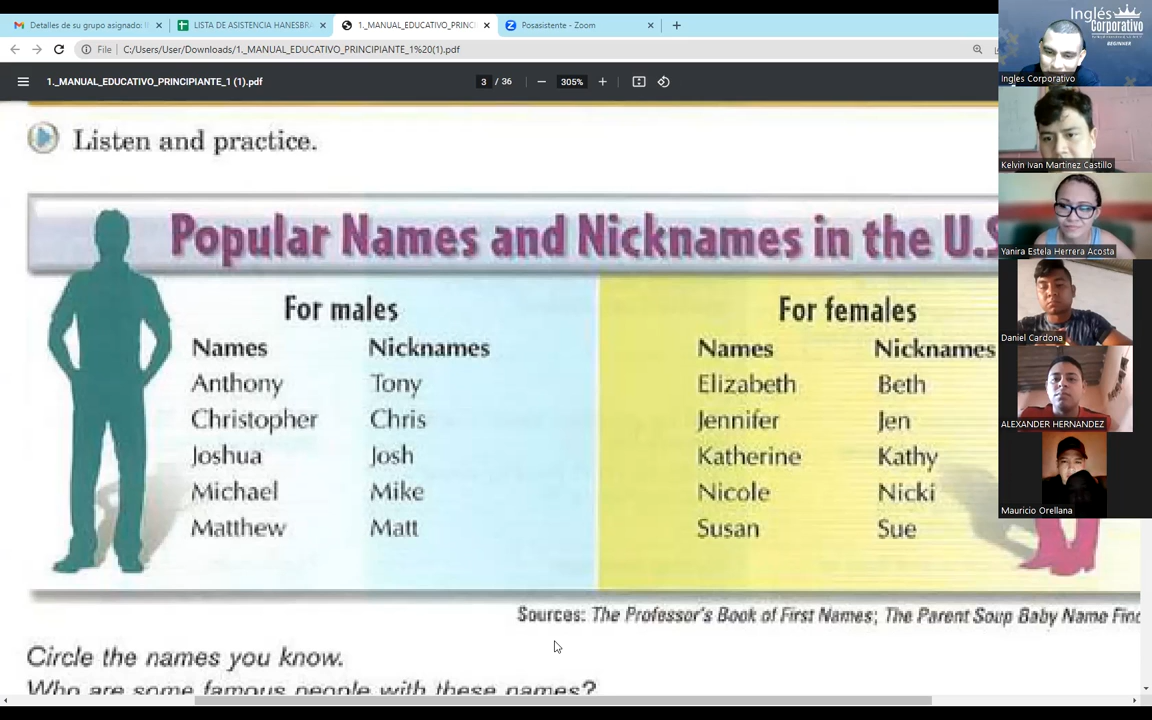 Detalles de su grupo asignado: I
LISTA DE ASISTENCIA HANESBRA
1._MANUAL_EDUCATIVO_PRINC
Posasistente - Zoom
File
C:/Users/User/Downloads/1._MANUAL_EDUCATIVO_PRINCIPIANTE_1%20(1).pdf
1._MANUAL_EDUCATIVO_PRINCIPIANTE_1 (1).pdf
3 / 36
305%
Listen and practice.
Popular Names and Nicknames in the U.S
For males
For females
Names Nicknames
Names Nicknames
Anthony Tony
Elizabeth Beth
Christopher Chris
Jennifer Jen
Joshua Josh
Katherine Kathy
Michael Mike
Nicole Nicki
Matthew Matt
Susan Sue
Sources: The Professor's Book of First Names; The Parent Soup Baby Name Find
Circle the names you know.
Who are some famous people with these names?
Inglés
Corporativo
BEGINNER
Ingles Corporativo
Kelvin Ivan Martinez Castillo
Yanira Estela Herrera Acosta
Daniel Cardona
ALEXANDER HERNANDEZ
Mauricio Orellana